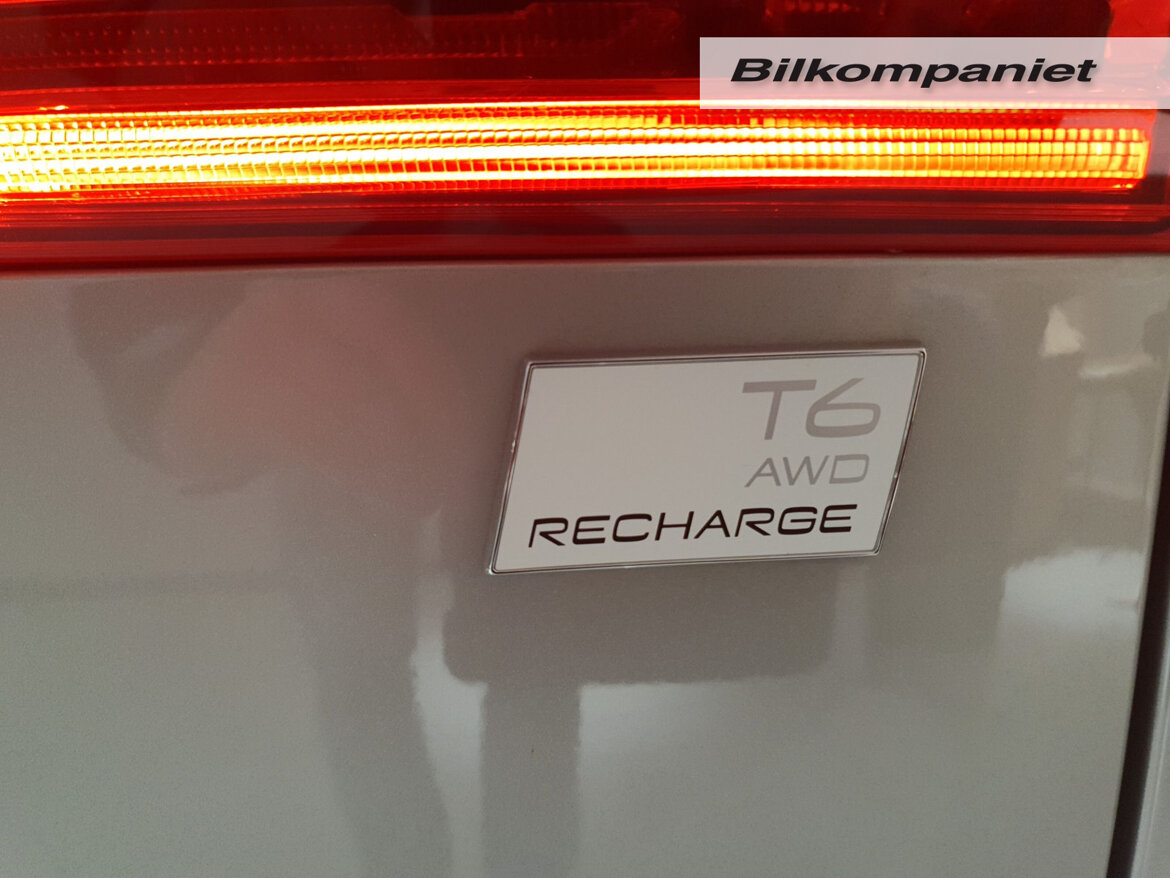 Bilkompaniet
T6
AWD
RECHARGE